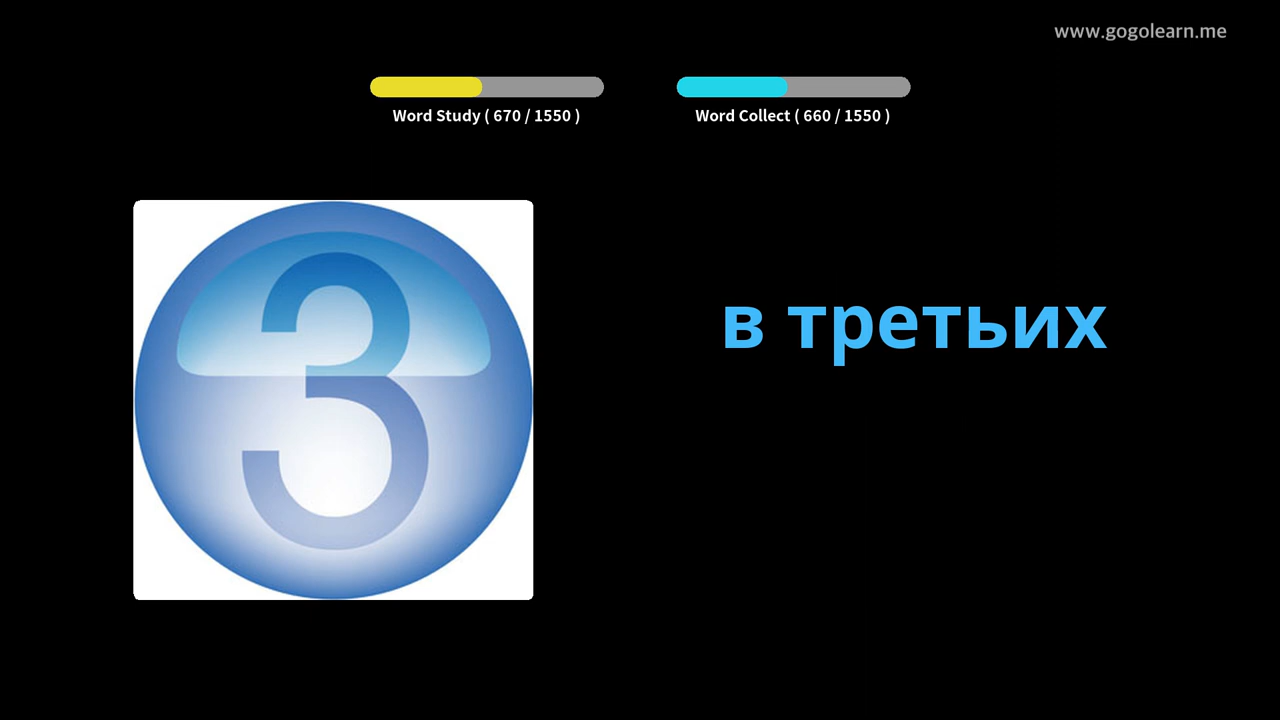 www.gogolearn.me
Word Study ( 670 / 1550 )
Word Collect ( 660 / 1550 )
3
в третьих